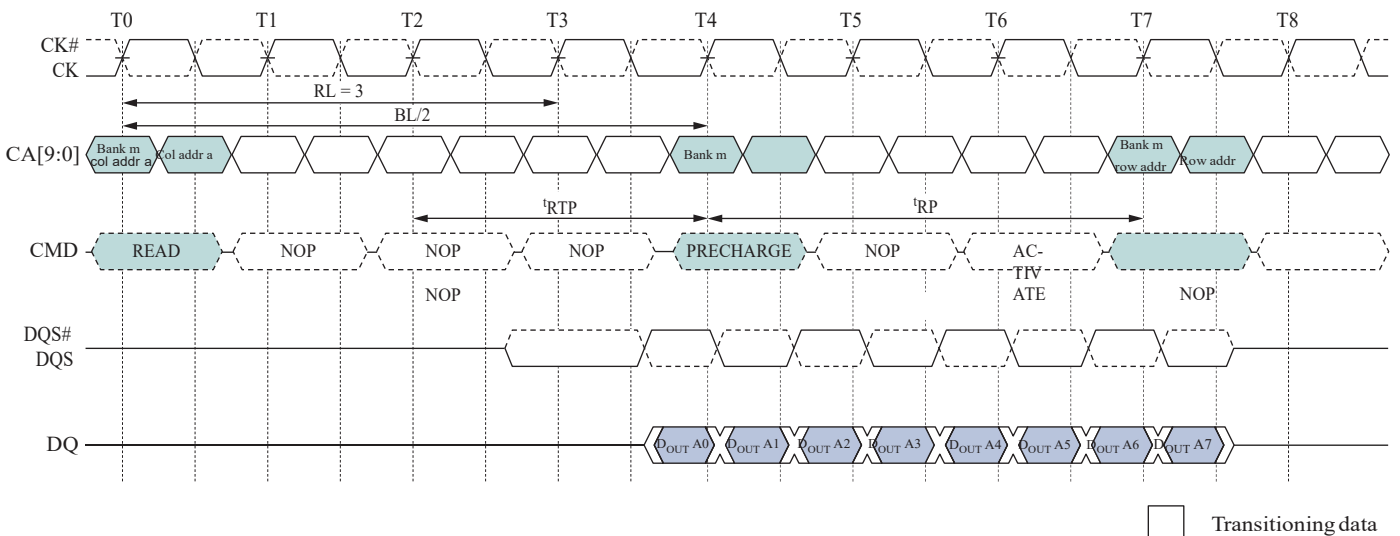 T0 T1 T2 T3 T4 T5 T6 T7 T8
CK#
CK
RL = 3
BL/2
CA[9:0]
Bank m
col addr a
Col addr a
Bank m
Bank m
row addr
Row addr
tRTP
tRP
CMD
READ NOP NOP NOP PRECHARGE NOP AC-
TIV
ATE
NOP
NOP
DQS#
DQS
DQ
DOUT A0 DOUT A1 DOUT A2 DOUT A3 DOUT A4 DOUT A5 DOUT A6 DOUT A7
Transitioning data